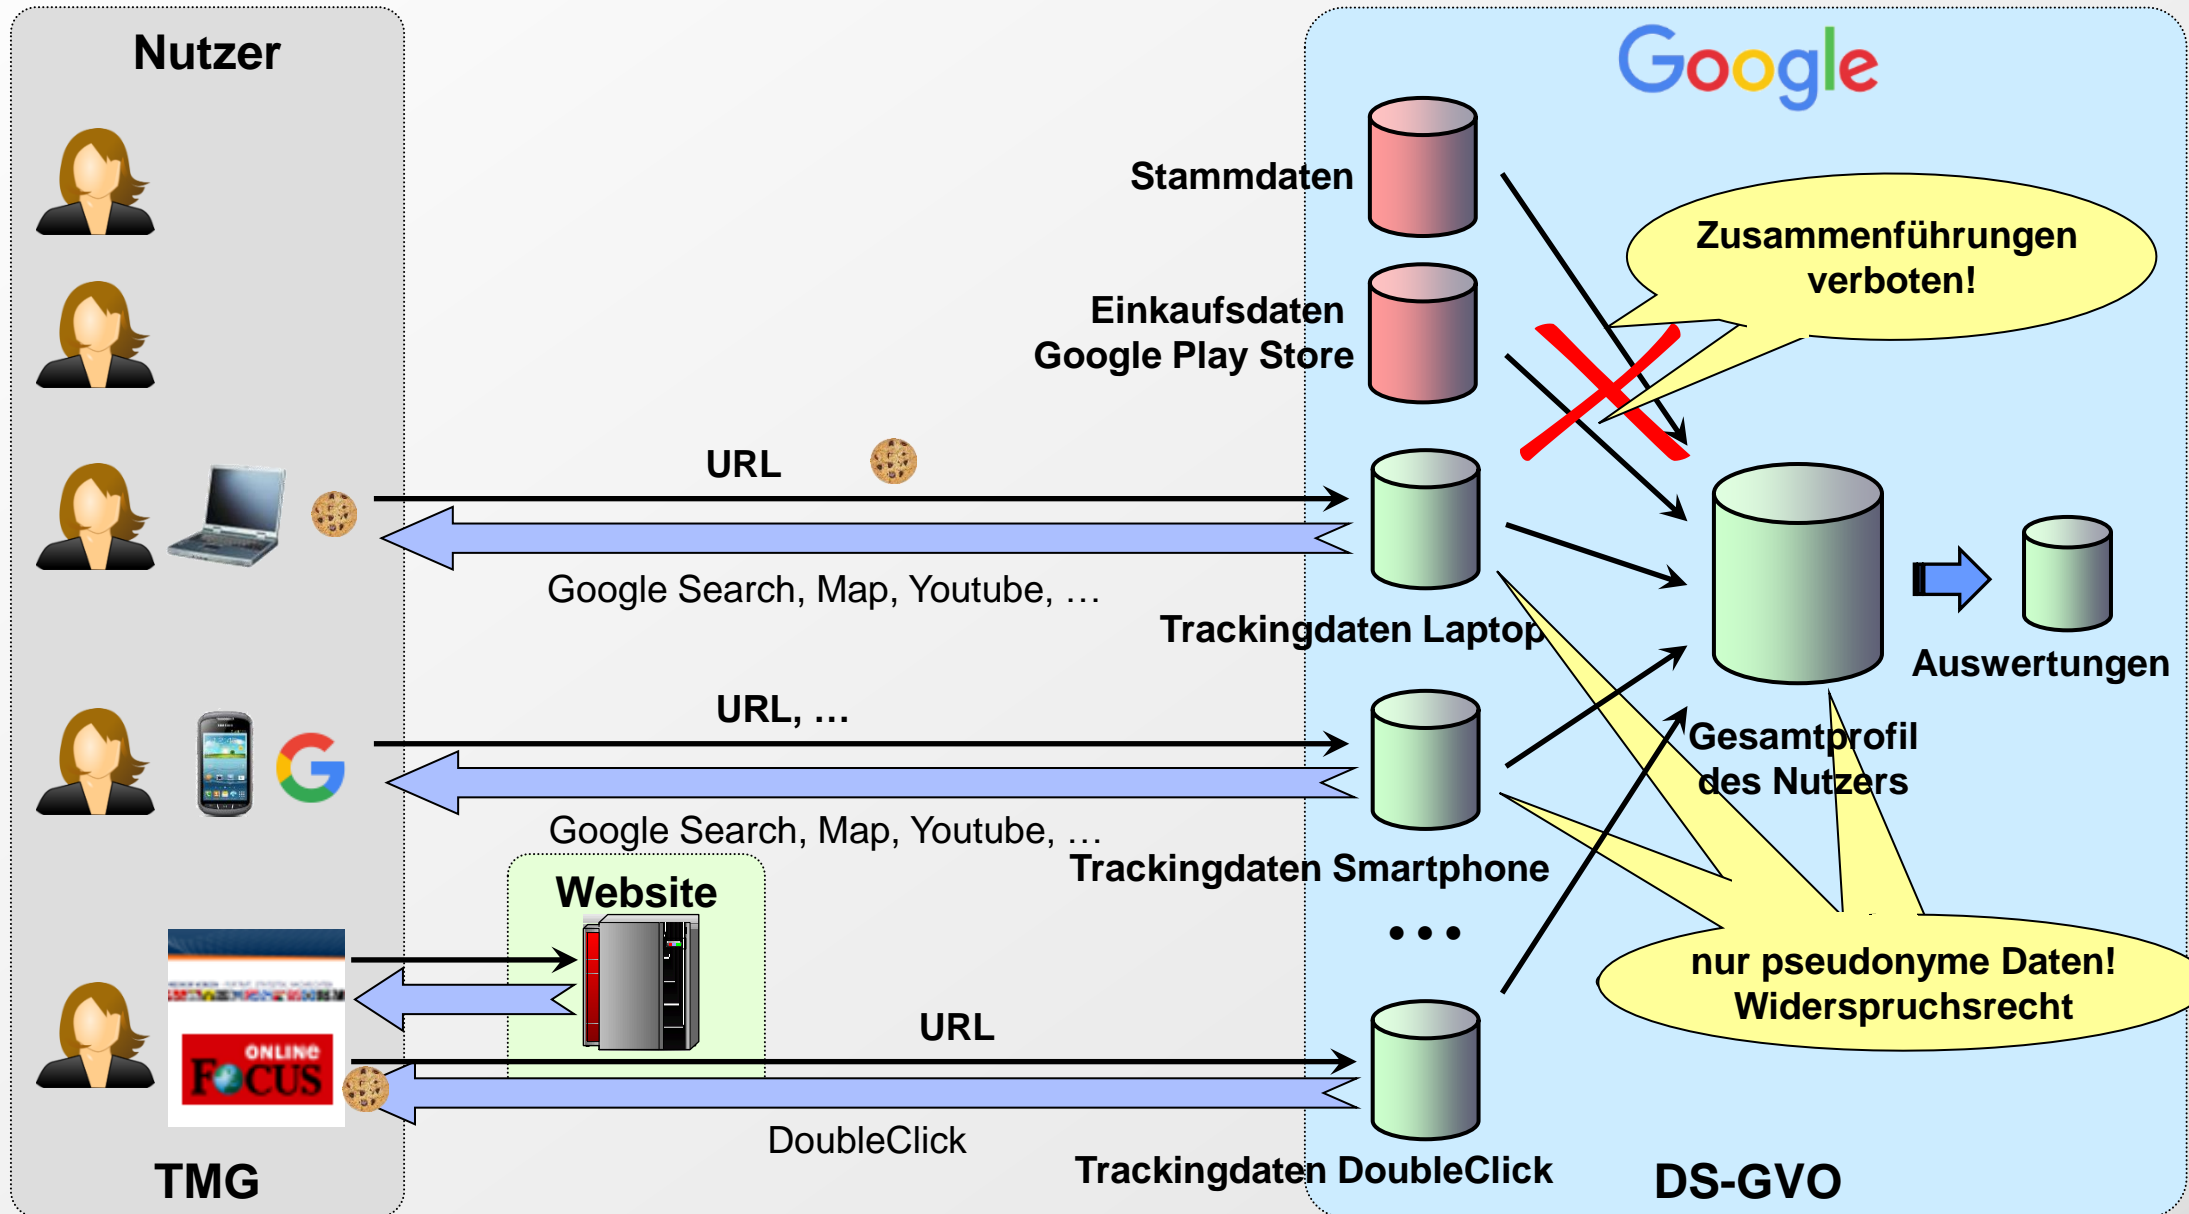 Nutzer
Google
Stammdaten
Zusammenführungen
verboten!
Einkaufsdaten
Google Play Store
URL
Google Search, Map, Youtube, …
Trackingdaten Laptop
Auswertungen
URL, …
Gesamtprofil
des Nutzers
Google Search, Map, Youtube, …
Trackingdaten Smartphone
Website
...
nur pseudonyme Daten!
Widerspruchsrecht
URL
ONLINE
FOCUS
DoubleClick
Trackingdaten DoubleClick
TMG
DS-GVO